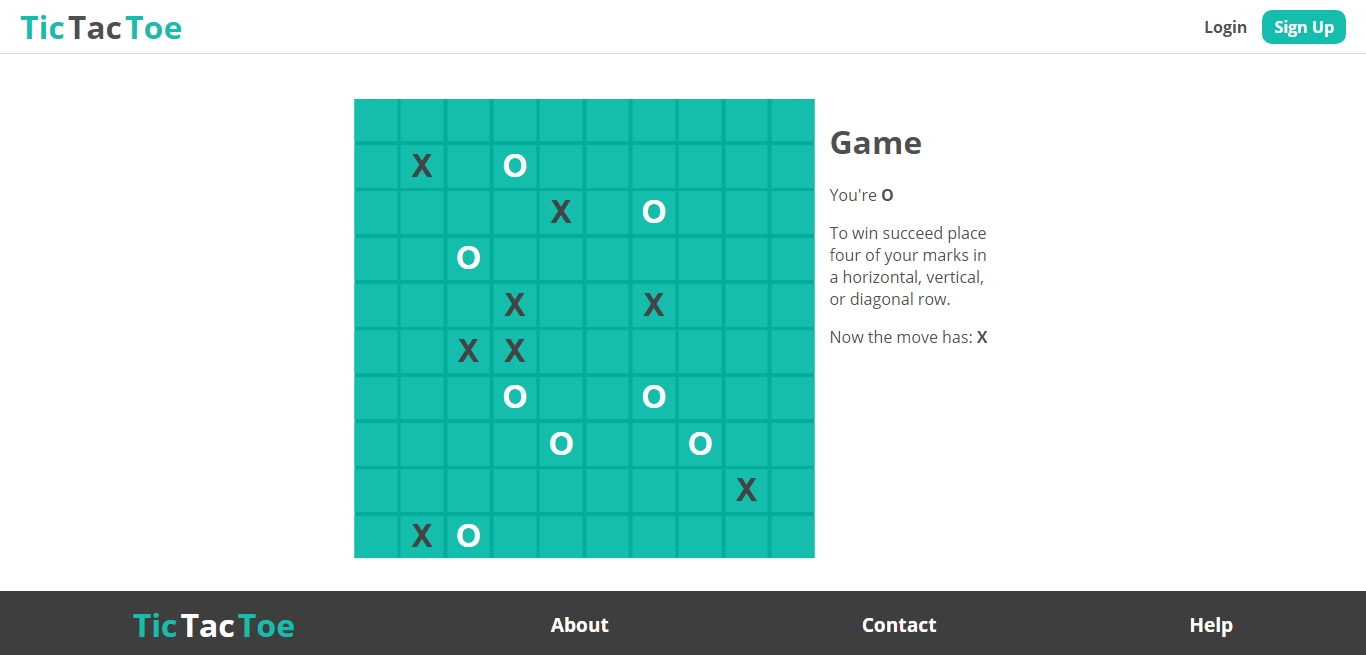 TicTacToe
Login
Sign Up
X O
X O
O
X X
X X
O O
O O
X
X O
Game
You're O
To win succeed place
four of your marks in
a horizontal, vertical,
or diagonal row.
Now the move has: X
TicTacToe
About
Contact
Help